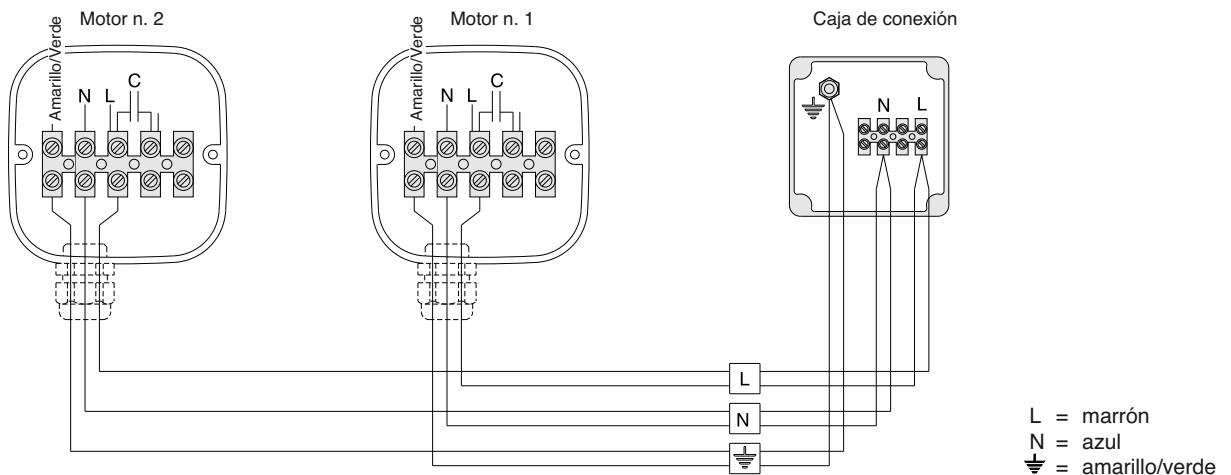 Motor n. 2
Motor n. 1
Caja de conexión
Amarillo/Verde
N
L
C
Amarillo/Verde
N
L
C
N
L
L
N
L = marrón
N = azul
= amarillo/verde